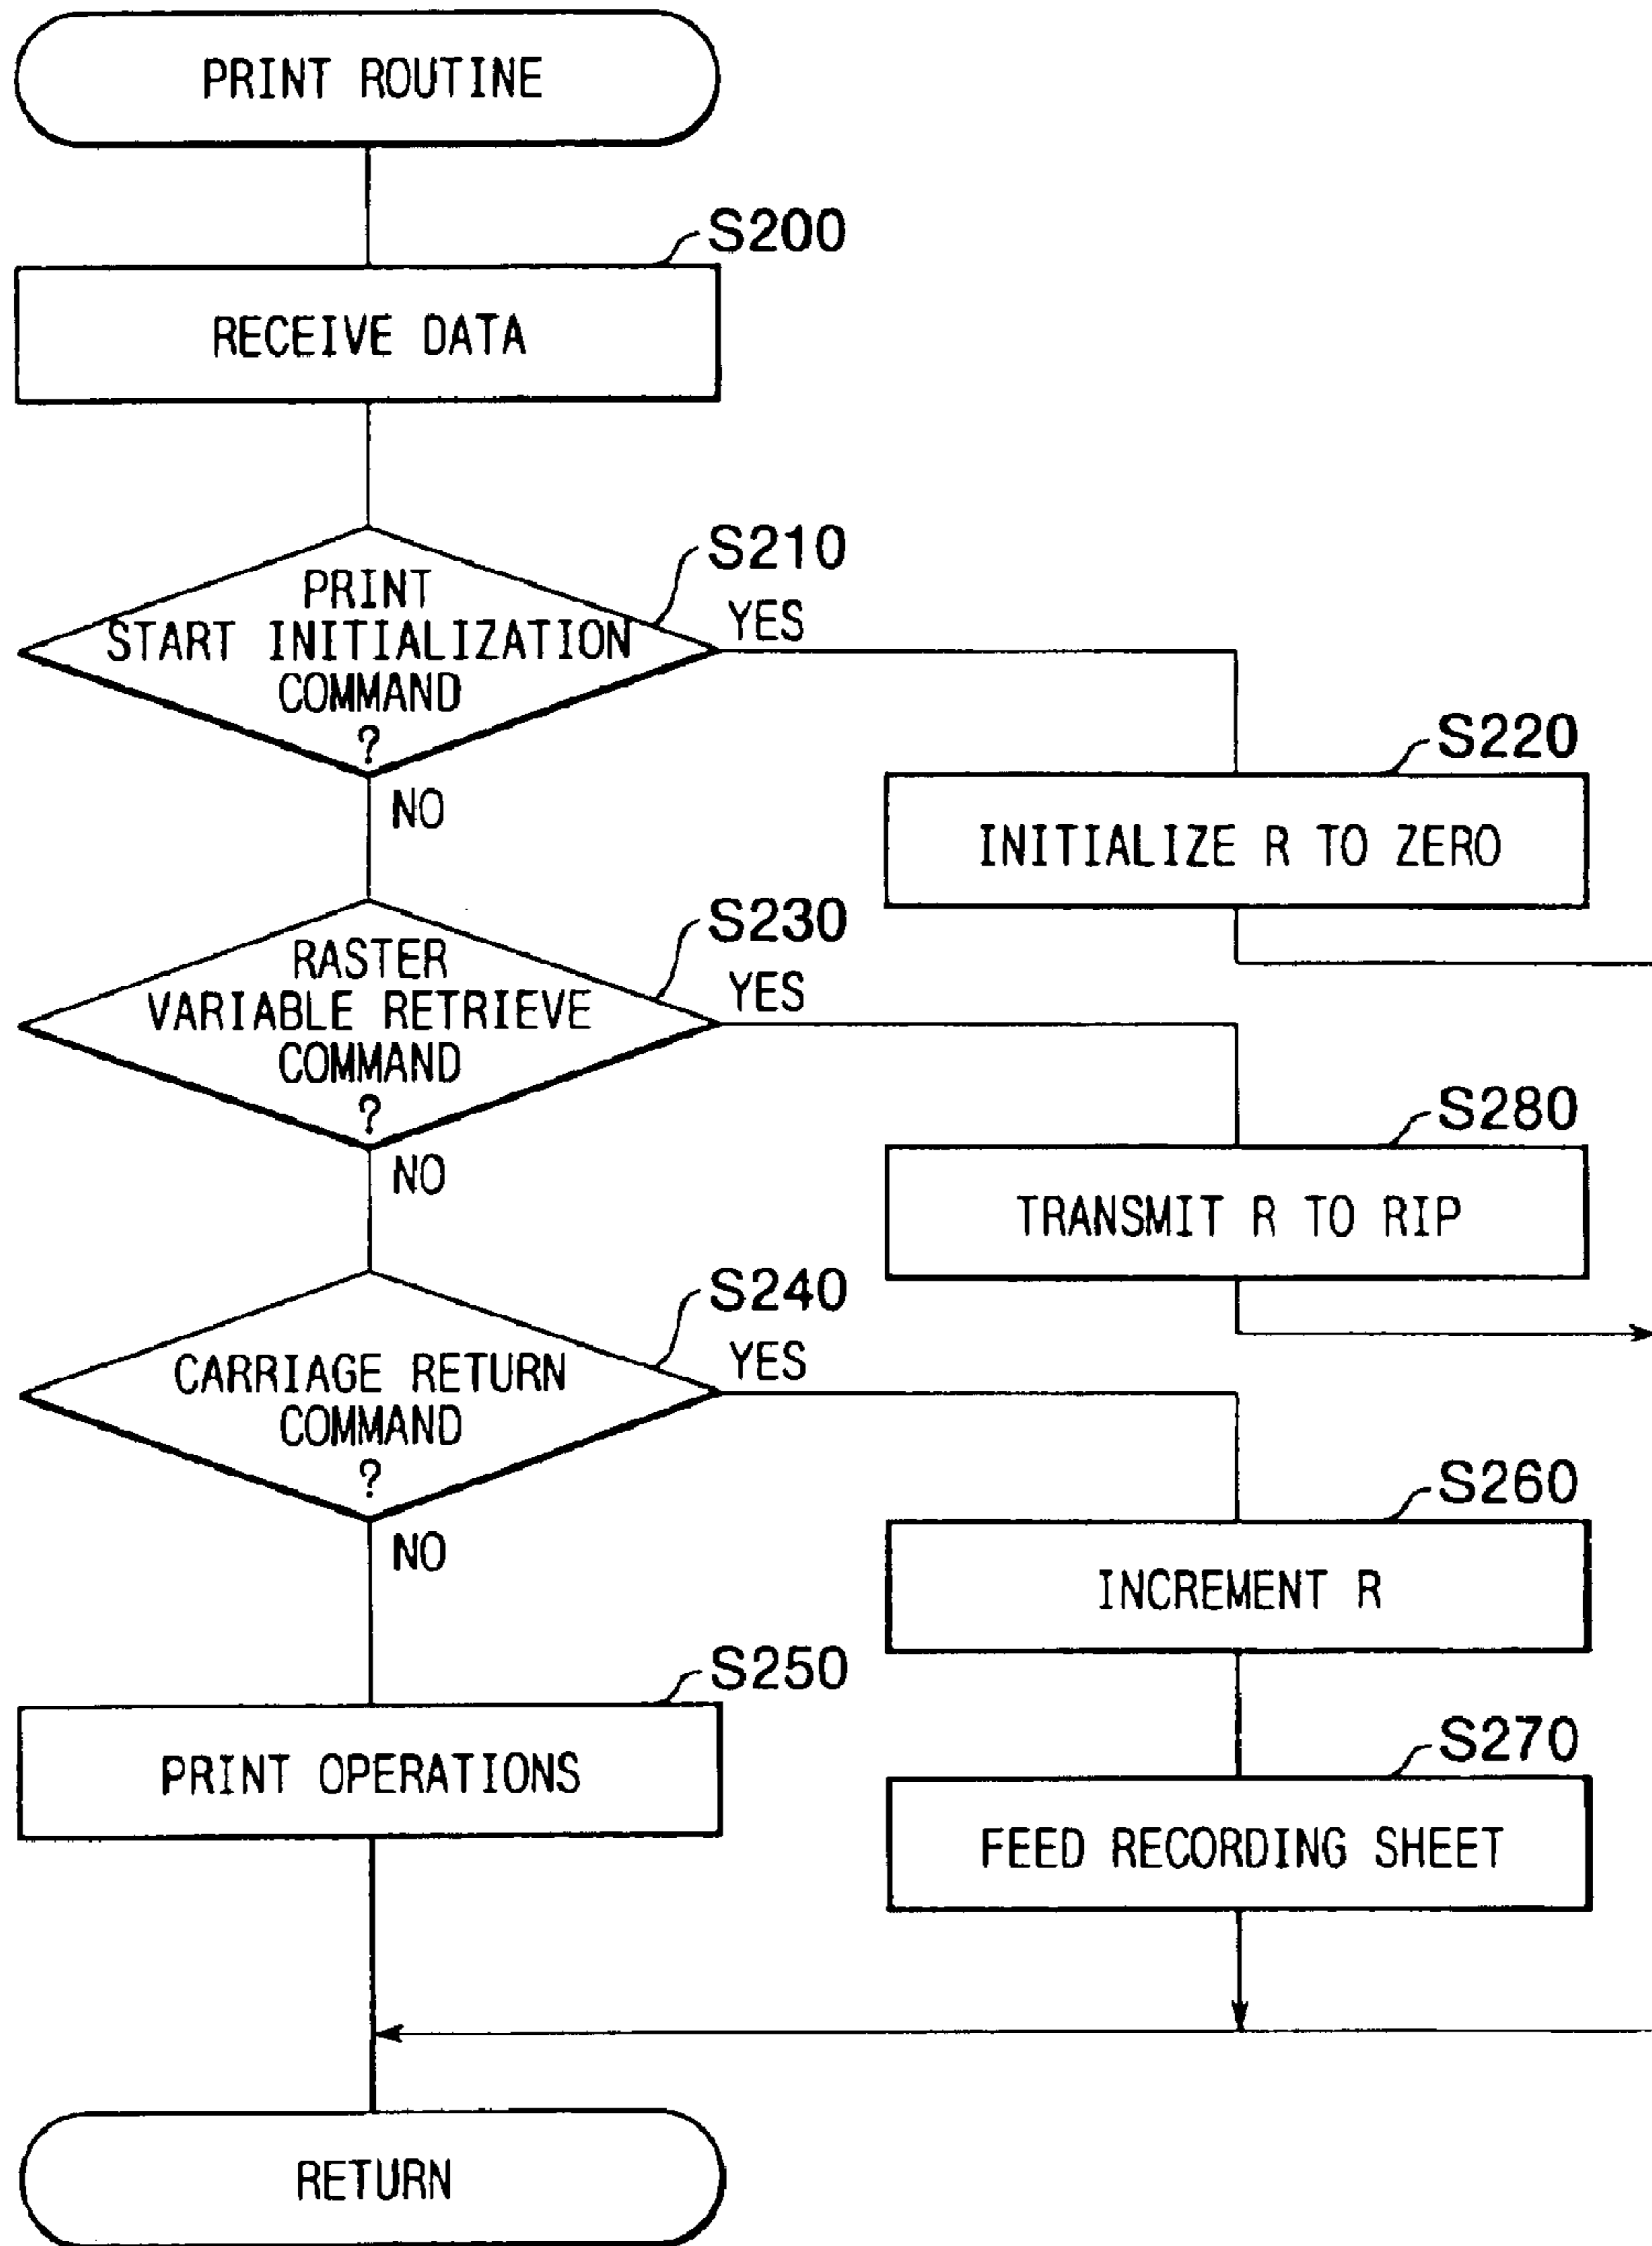 PRINT ROUTINE
S200
RECEIVE DATA
S210
PRINT
START INITIALIZATION
COMMAND
?
YES
NO
S220
INITIALIZE R TO ZERO
S230
RASTER
VARIABLE RETRIEVE
COMMAND
?
YES
NO
S280
TRANSMIT R TO RIP
S240
CARRIAGE RETURN
COMMAND
?
YES
NO
S260
INCREMENT R
S250
PRINT OPERATIONS
S270
FEED RECORDING SHEET
RETURN